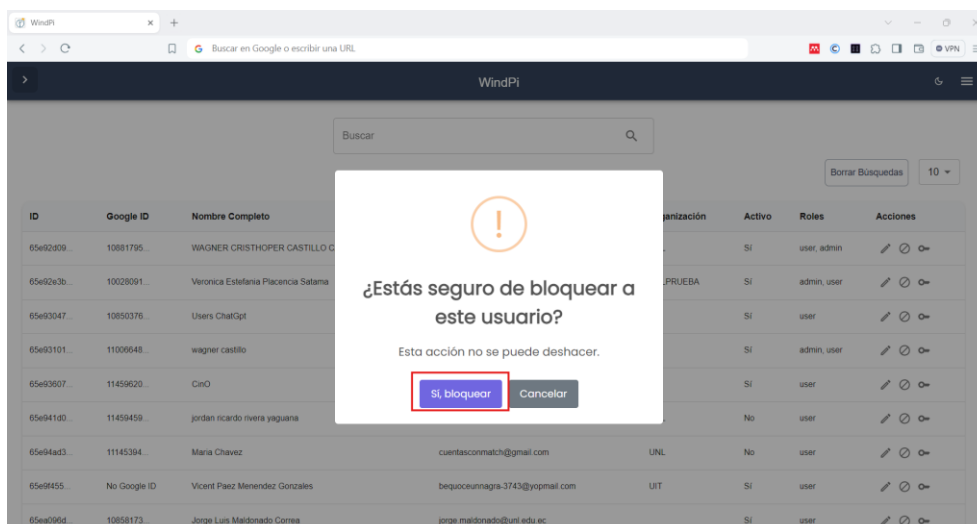 WindPi
Buscar en Google o escribir una URL
VPN
WindPi
Buscar
Borrar Búsquedas
10
ID Google ID Nombre Completo ganización Activo Roles Acciones
65e92d09... 10881795... WAGNER CRISTHOPER CASTILLO C Sí user, admin
65e92e3b... 10028091... Veronica Estefania Placencia Satama PRUEBA Sí admin, user
65e93047... 10850376... Users ChatGpt Sí user
65e93101... 11006648... wagner castillo Sí admin, user
65e93607... 11459620... CinO Sí user
65e941d0... 11459459... jordan ricardo rivera yaguana No user
65e94ad3... 11145394... Maria Chavez cuentasconmatch@gmail.com UNL No user
65e9f455... No Google ID Vicent Paez Menendez Gonzales bequoceunnagra-3743@yopmail.com UIT Sí user
65ea096d... 10858173... Jorge Luis Maldonado Correa jorge.maldonado@unl.edu.ec Sí user
¿Estás seguro de bloquear a
este usuario?
Esta acción no se puede deshacer.
Sí, bloquear
Cancelar